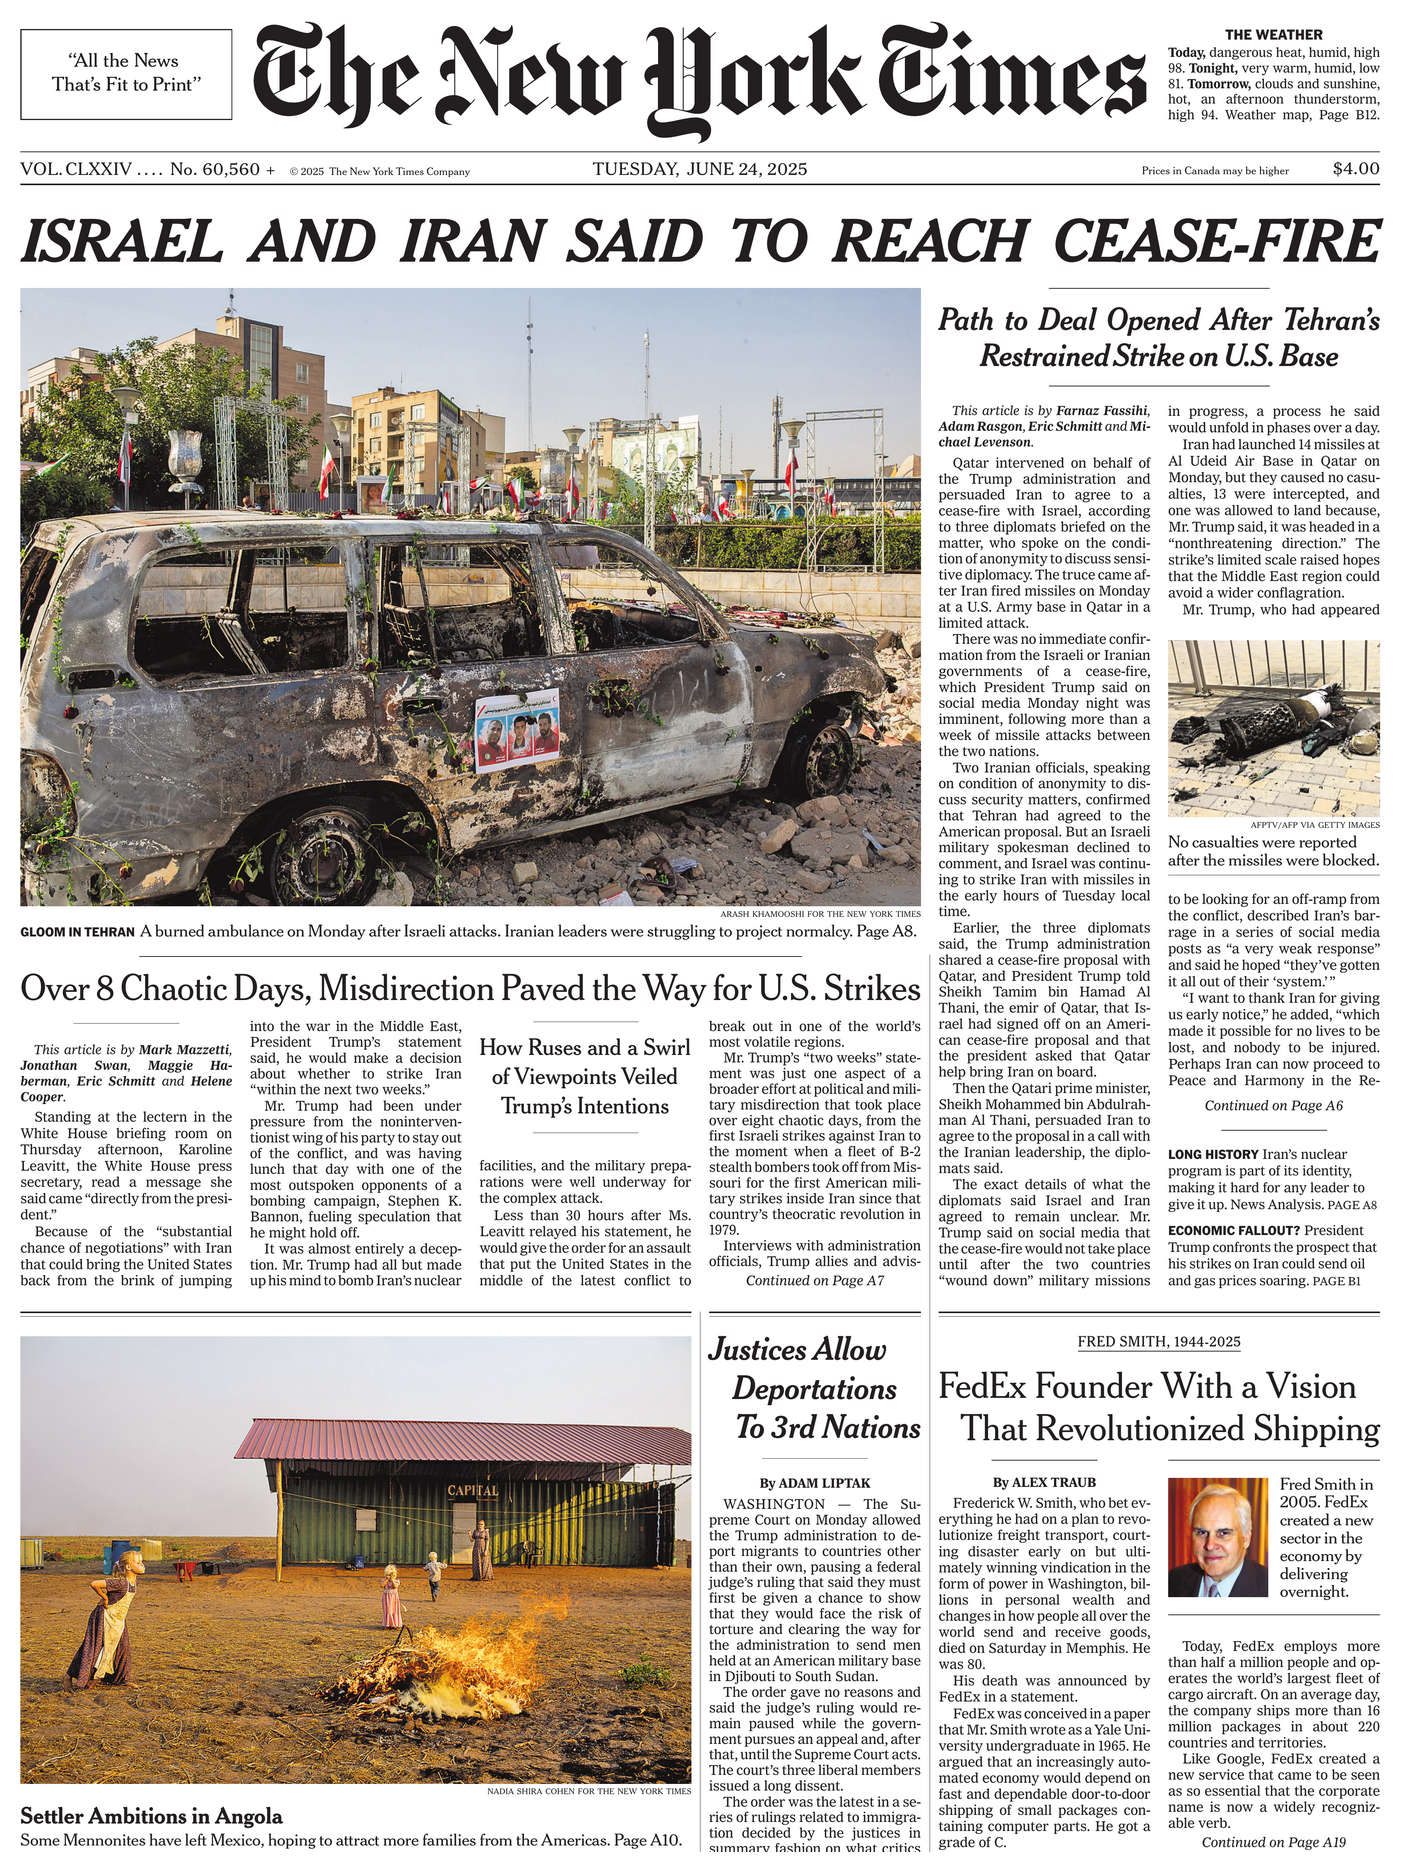 “All the News
That’s Fit to Print”
The New York Times
THE WEATHER
Today, dangerous heat, humid, high
98. Tonight, very warm, humid, low
81. Tomorrow, clouds and sunshine,
hot, an afternoon thunderstorm,
high 94. Weather map, Page B12.
VOL. CLXXIV .... No. 60,560 + © 2025 The New York Times Company TUESDAY, JUNE 24, 2025 Prices in Canada may be higher $4.00
ISRAEL AND IRAN SAID TO REACH CEASE-FIRE
ARASH KHAMOOSHI FOR THE NEW YORK TIMES
GLOOM IN TEHRAN A burned ambulance on Monday after Israeli attacks. Iranian leaders were struggling to project normalcy. Page A8.
Path to Deal Opened After Tehran’s
Restrained Strike on U.S. Base
This article is by Farnaz Fassihi,
Adam Rasgon, Eric Schmitt and Mi-
chael Levenson.
Qatar intervened on behalf of
the Trump administration and
persuaded Iran to agree to a
cease-fire with Israel, according
to three diplomats briefed on the
matter, who spoke on the condi-
tion of anonymity to discuss sensi-
tive diplomacy. The truce came af-
ter Iran fired missiles on Monday
at a U.S. Army base in Qatar in a
limited attack.
There was no immediate confir-
mation from the Israeli or Iranian
governments of a cease-fire,
which President Trump said on
social media Monday night was
imminent, following more than a
week of missile attacks between
the two nations.
Two Iranian officials, speaking
on condition of anonymity to dis-
cuss security matters, confirmed
that Tehran had agreed to the
American proposal. But an Israeli
military spokesman declined to
comment, and Israel was continu-
ing to strike Iran with missiles in
the early hours of Tuesday local
time.
Earlier, the three diplomats
said, the Trump administration
shared a cease-fire proposal with
Qatar, and President Trump told
Sheikh Tamim bin Hamad Al
Thani, the emir of Qatar, that Is-
rael had signed off on an Ameri-
can cease-fire proposal and that
the president asked that Qatar
help bring Iran on board.
Then the Qatari prime minister,
Sheikh Mohammed bin Abdulrah-
man Al Thani, persuaded Iran to
agree to the proposal in a call with
the Iranian leadership, the diplo-
mats said.
The exact details of what the
diplomats said Israel and Iran
agreed to remain unclear. Mr.
Trump said on social media that
the cease-fire would not take place
until after the two countries
“wound down” military missions
in progress, a process he said
would unfold in phases over a day.
Iran had launched 14 missiles at
Al Udeid Air Base in Qatar on
Monday, but they caused no casu-
alties, 13 were intercepted, and
one was allowed to land because,
Mr. Trump said, it was headed in a
“nonthreatening direction.” The
strike’s limited scale raised hopes
that the Middle East region could
avoid a wider conflagration.
Mr. Trump, who had appeared
AFPTV/AFP VIA GETTY IMAGES
No casualties were reported
after the missiles were blocked.
to be looking for an off-ramp from
the conflict, described Iran’s bar-
rage in a series of social media
posts as “a very weak response”
and said he hoped “they’ve gotten
it all out of their ‘system.’”
“I want to thank Iran for giving
us early notice,” he added, “which
made it possible for no lives to be
lost, and nobody to be injured.
Perhaps Iran can now proceed to
Peace and Harmony in the Re-
Continued on Page A6
LONG HISTORY Iran’s nuclear
program is part of its identity,
making it hard for any leader to
give it up. News Analysis. PAGE A8
ECONOMIC FALLOUT? President
Trump confronts the prospect that
his strikes on Iran could send oil
and gas prices soaring. PAGE B1
Over 8 Chaotic Days, Misdirection Paved the Way for U.S. Strikes
This article is by Mark Mazzetti,
Jonathan Swan, Maggie Ha-
berman, Eric Schmitt and Helene
Cooper.
Standing at the lectern in the
White House briefing room on
Thursday afternoon, Karoline
Leavitt, the White House press
secretary, read a message she
said came “directly from the presi-
dent.”
Because of the “substantial
chance of negotiations” with Iran
that could bring the United States
back from the brink of jumping
into the war in the Middle East,
President Trump’s statement
said, he would make a decision
about whether to strike Iran
“within the next two weeks.”
Mr. Trump had been under
pressure from the noninterven-
tionist wing of his party to stay out
of the conflict, and was having
lunch that day with one of the
most outspoken opponents of a
bombing campaign, Stephen K.
Bannon, fueling speculation that
he might hold off.
It was almost entirely a decep-
tion. Mr. Trump had all but made
up his mind to bomb Iran’s nuclear
How Ruses and a Swirl
of Viewpoints Veiled
Trump’s Intentions
facilities, and the military prepa-
rations were well underway for
the complex attack.
Less than 30 hours after Ms.
Leavitt relayed his statement, he
would give the order for an assault
that put the United States in the
middle of the latest conflict to
break out in one of the world’s
most volatile regions.
Mr. Trump’s “two weeks” state-
ment was just one aspect of a
broader effort at political and mili-
tary misdirection that took place
over eight chaotic days, from the
first Israeli strikes against Iran to
the moment when a fleet of B-2
stealth bombers took off from Mis-
souri for the first American mili-
tary strikes inside Iran since that
country’s theocratic revolution in
1979.
Interviews with administration
officials, Trump allies and advis-
Continued on Page A7
CAPITAL
NADIA SHIRA COHEN FOR THE NEW YORK TIMES
Settler Ambitions in Angola
Some Mennonites have left Mexico, hoping to attract more families from the Americas. Page A10.
Justices Allow
Deportations
To 3rd Nations
By ADAM LIPTAK
WASHINGTON — The Su-
preme Court on Monday allowed
the Trump administration to de-
port migrants to countries other
than their own, pausing a federal
judge’s ruling that said they must
first be given a chance to show
that they would face the risk of
torture and clearing the way for
the administration to send men
held at an American military base
in Djibouti to South Sudan.
The order gave no reasons and
said the judge’s ruling would re-
main paused while the govern-
ment pursues an appeal and, after
that, until the Supreme Court acts.
The court’s three liberal members
issued a long dissent.
The order was the latest in a se-
ries of rulings related to immigra-
tion decided by the justices in
summary fashion on what critics
FRED SMITH, 1944-2025
FedEx Founder With a Vision
That Revolutionized Shipping
By ALEX TRAUB
Frederick W. Smith, who bet ev-
erything he had on a plan to revo-
lutionize freight transport, court-
ing disaster early on but ulti-
mately winning vindication in the
form of power in Washington, bil-
lions in personal wealth and
changes in how people all over the
world send and receive goods,
died on Saturday in Memphis. He
was 80.
His death was announced by
FedEx in a statement.
FedEx was conceived in a paper
that Mr. Smith wrote as a Yale Uni-
versity undergraduate in 1965. He
argued that an increasingly auto-
mated economy would depend on
fast and dependable door-to-door
shipping of small packages con-
taining computer parts. He got a
grade of C.
Fred Smith in
2005. FedEx
created a new
sector in the
economy by
delivering
overnight.
Today, FedEx employs more
than half a million people and op-
erates the world’s largest fleet of
cargo aircraft. On an average day,
the company ships more than 16
million packages in about 220
countries and territories.
Like Google, FedEx created a
new service that came to be seen
as so essential that the corporate
name is now a widely recogniz-
able verb.
Continued on Page A19